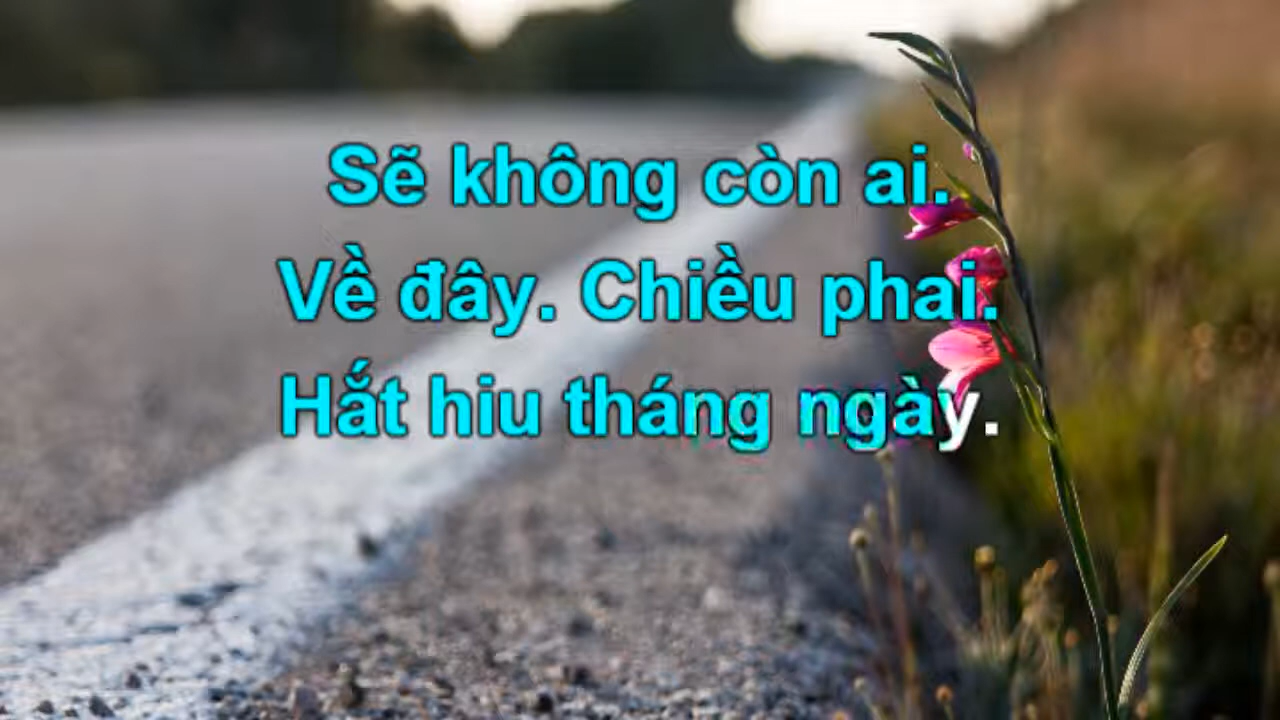 Sẽ không còn ai.
Về đây. Chiều phai.
Hắt hiu tháng ngày.